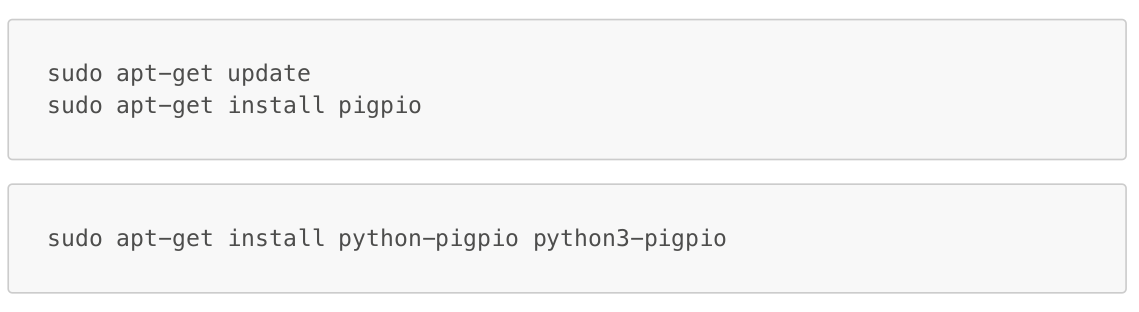 sudo apt-get update
sudo apt-get install pigpio
sudo apt-get install python-pigpio python3-pigpio